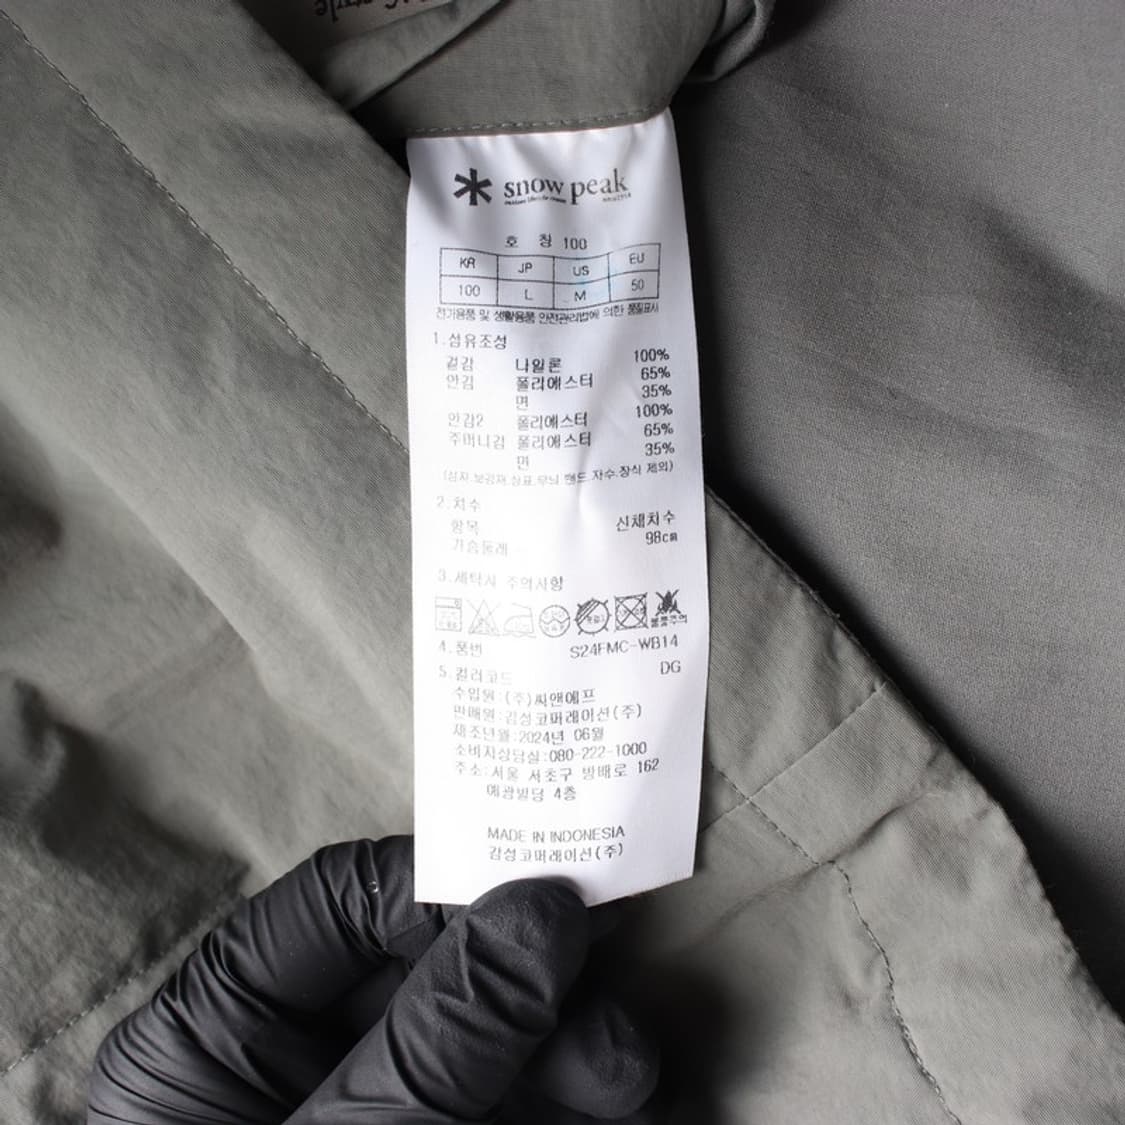 snow peak
호 칭 100
KR JP US EU
100 L M 50
전기용품 및 생활용품 안전관리법에 의한 품질표시
1.섬유조성
겉감 나일론 100%
안감 폴리에스터 65%
면 35%
안감2 폴리에스터 100%
주머니감 폴리에스터 65%
면 35%
2.치수
항목 신체치수
가슴둘레 98cm
3.세탁시 주의사항
4.품번 S24FMC-WB14
5.컬러코드 DG
수입원:(주)씨앤에프
판매원:감성코퍼레이션(주)
제조년월:2024년 06월
소비자상담실:080-222-1000
주소:서울 서초구 방배로 162
예광빌딩 4층
MADE IN INDONESIA
감성코퍼레이션(주)